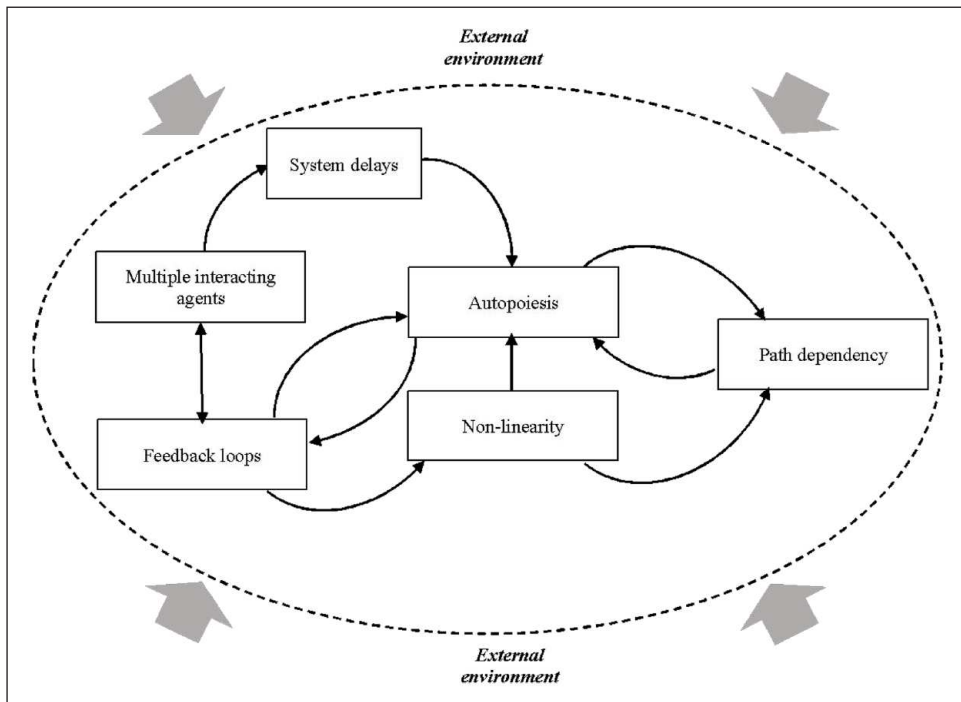 External
environment
System delays
Multiple interacting
agents
Autopoiesis
Path dependency
Non-linearity
Feedback loops
External
environment